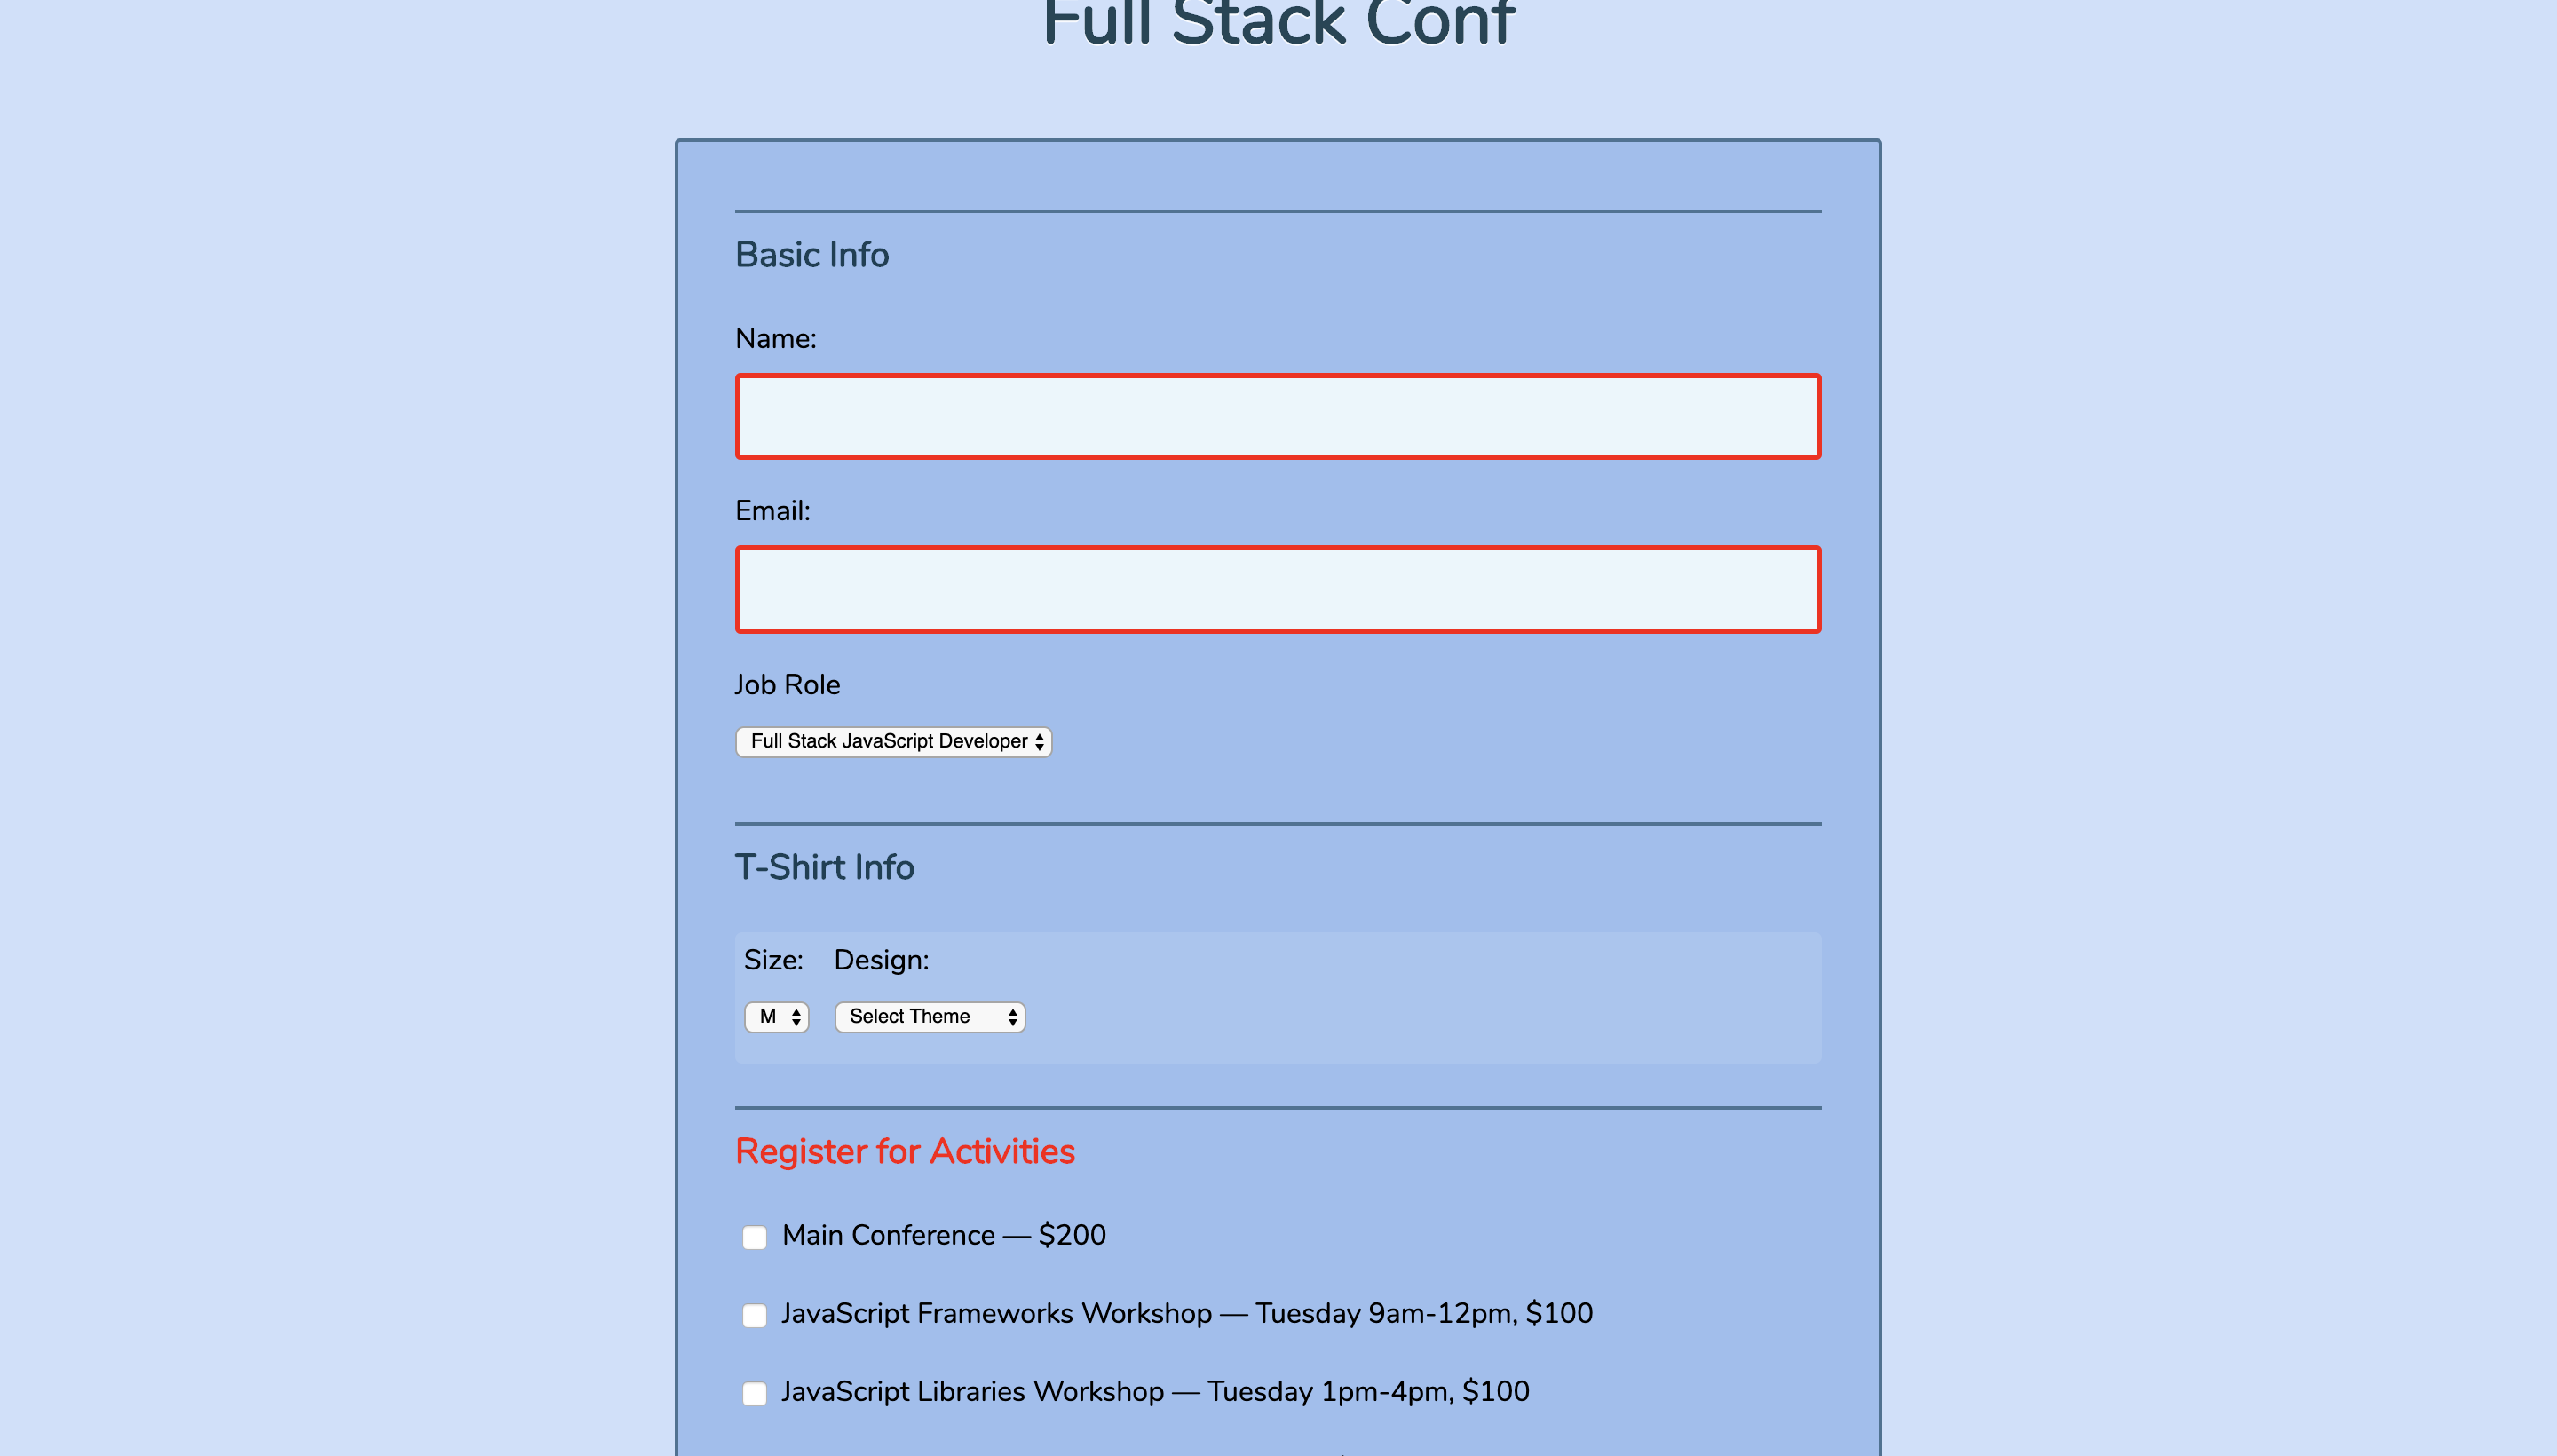 Full Stack Conf
Basic Info
Name:
Email:
Job Role
Full Stack JavaScript Developer
T-Shirt Info
Size: Design:
M Select Theme
Register for Activities
Main Conference — $200
JavaScript Frameworks Workshop — Tuesday 9am-12pm, $100
JavaScript Libraries Workshop — Tuesday 1pm-4pm, $100